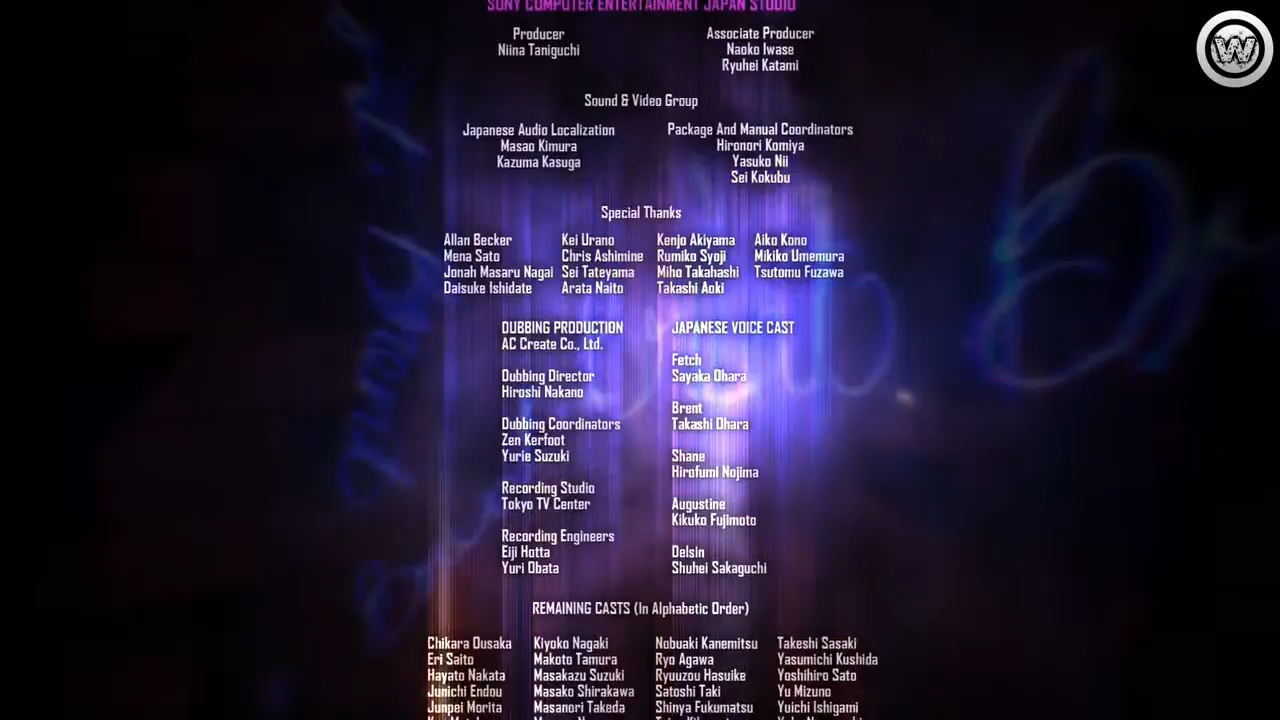 SONY COMPUTER ENTERTAINMENT JAPAN STUDIO
Producer
Niina Taniguchi
Associate Producer
Naoko Iwase
Ryuhei Katami
Sound & Video Group
Japanese Audio Localization
Masao Kimura
Kazuma Kasuga
Package And Manual Coordinators
Hironori Komiya
Yasuko Nii
Sei Kokubu
Special Thanks
Allan Becker
Mena Sato
Jonah Masaru Nagai
Daisuke Ishidate
Kei Urano
Chris Ashimine
Sei Tateyama
Arata Naito
Kenjo Akiyama
Rumiko Syoji
Miho Takahashi
Takashi Aoki
Aiko Kono
Mikiko Umemura
Tsutomu Fuzawa
DUBBING PRODUCTION
AC Create Co., Ltd.
Dubbing Director
Hiroshi Nakano
Dubbing Coordinators
Zen Kerfoot
Yurie Suzuki
Recording Studio
Tokyo TV Center
Recording Engineers
Eiji Hotta
Yuri Obata
JAPANESE VOICE CAST
Fetch
Sayaka Ohara
Brent
Takashi Ohara
Shane
Hirofumi Nojima
Augustine
Kikuko Fujimoto
Delsin
Shuhei Sakaguchi
REMAINING CASTS (In Alphabetic Order)
Chikara Ousaka
Eri Saito
Hayato Nakata
Junichi Endou
Junpei Morita
Kiyoko Nagaki
Makoto Tamura
Masakazu Suzuki
Masako Shirakawa
Masanori Takeda
Nobuaki Kanemitsu
Ryo Agawa
Ryuuzou Hasuike
Satoshi Taki
Shinya Fukumatsu
Takeshi Sasaki
Yasumichi Kushida
Yoshihiro Sato
Yu Mizuno
Yuichi Ishigami
W